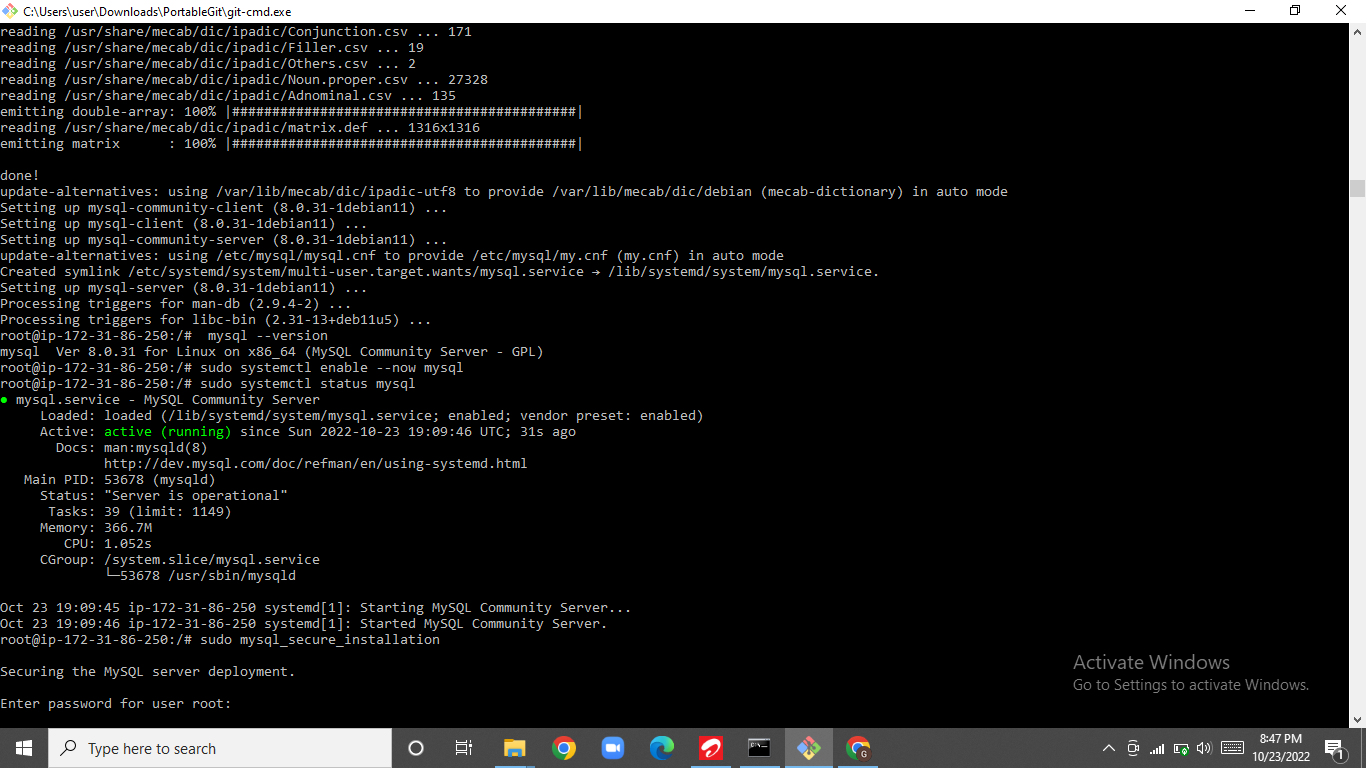 C:\Users\user\Downloads\PortableGit\git-cmd.exe
reading /usr/share/mecab/dic/ipadic/Conjunction.csv ... 171
reading /usr/share/mecab/dic/ipadic/Filler.csv ... 19
reading /usr/share/mecab/dic/ipadic/Others.csv ... 2
reading /usr/share/mecab/dic/ipadic/Noun.proper.csv ... 27328
reading /usr/share/mecab/dic/ipadic/Adnominal.csv ... 135
emitting double-array: 100% |###########################################|
reading /usr/share/mecab/dic/ipadic/matrix.def ... 1316x1316
emitting matrix      : 100% |###########################################|
done!
update-alternatives: using /var/lib/mecab/dic/ipadic-utf8 to provide /var/lib/mecab/dic/debian (mecab-dictionary) in auto mode
Setting up mysql-community-client (8.0.31-1debian11) ...
Setting up mysql-client (8.0.31-1debian11) ...
Setting up mysql-community-server (8.0.31-1debian11) ...
update-alternatives: using /etc/mysql/mysql.cnf to provide /etc/mysql/my.cnf (my.cnf) in auto mode
Created symlink /etc/systemd/system/multi-user.target.wants/mysql.service → /lib/systemd/system/mysql.service.
Setting up mysql-server (8.0.31-1debian11) ...
Processing triggers for man-db (2.9.4-2) ...
Processing triggers for libc-bin (2.31-13+deb11u5) ...
root@ip-172-31-86-250:/#  mysql --version
mysql  Ver 8.0.31 for Linux on x86_64 (MySQL Community Server - GPL)
root@ip-172-31-86-250:/# sudo systemctl enable --now mysql
root@ip-172-31-86-250:/# sudo systemctl status mysql
● mysql.service - MySQL Community Server
     Loaded: loaded (/lib/systemd/system/mysql.service; enabled; vendor preset: enabled)
     Active: active (running) since Sun 2022-10-23 19:09:46 UTC; 31s ago
       Docs: man:mysqld(8)
             http://dev.mysql.com/doc/refman/en/using-systemd.html
   Main PID: 53678 (mysqld)
     Status: "Server is operational"
      Tasks: 39 (limit: 1149)
     Memory: 366.7M
        CPU: 1.052s
     CGroup: /system.slice/mysql.service
             └─53678 /usr/sbin/mysqld
Oct 23 19:09:45 ip-172-31-86-250 systemd[1]: Starting MySQL Community Server...
Oct 23 19:09:46 ip-172-31-86-250 systemd[1]: Started MySQL Community Server.
root@ip-172-31-86-250:/# sudo mysql_secure_installation
Securing the MySQL server deployment.
Enter password for user root:
Activate Windows
Go to Settings to activate Windows.
Type here to search
8:47 PM
10/23/2022
1